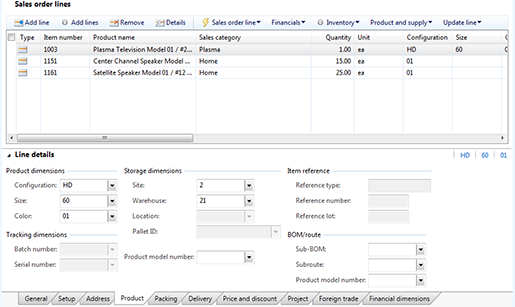 Sales order lines
Add line Add lines Remove Details Sales order line Financials Inventory Product and supply Update line
Type Item number Product name Sales category Quantity Unit Configuration Size
1003 Plasma Television Model 01 / #2... Plasma 1.00 ea HD 60
1151 Center Channel Speaker Model ... Home 15.00 ea 01
1161 Satellite Speaker Model 01 / #12 ... Home 25.00 ea 01
Line details HD 60 01
Product dimensions Storage dimensions Item reference
Configuration: HD Site: 2 Reference type:
Size: 60 Warehouse: 21 Reference number:
Color: 01 Location: Reference lot:
Pallet ID:
Tracking dimensions BOM/route
Batch number: Product model number: Sub-BOM:
Serial number: Subroute:
Product model number:
General Setup Address Product Packing Delivery Price and discount Project Foreign trade Financial dimensions